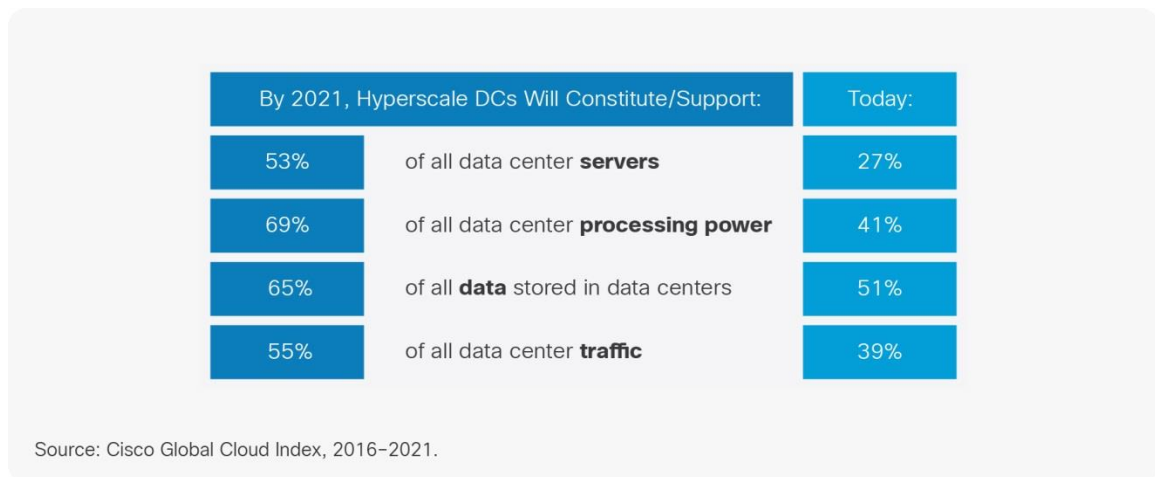 By 2021, Hyperscale DCs Will Constitute/Support: Today:
53% of all data center servers 27%
69% of all data center processing power 41%
65% of all data stored in data centers 51%
55% of all data center traffic 39%
Source: Cisco Global Cloud Index, 2016–2021.